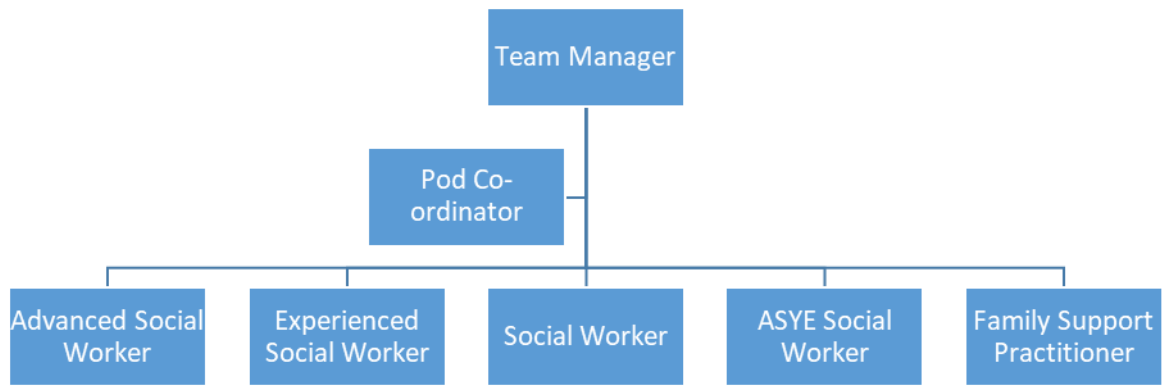 Team Manager
Pod Co-
ordinator
Advanced Social
Worker
Experienced
Social Worker
Social Worker
ASYE Social
Worker
Family Support
Practitioner